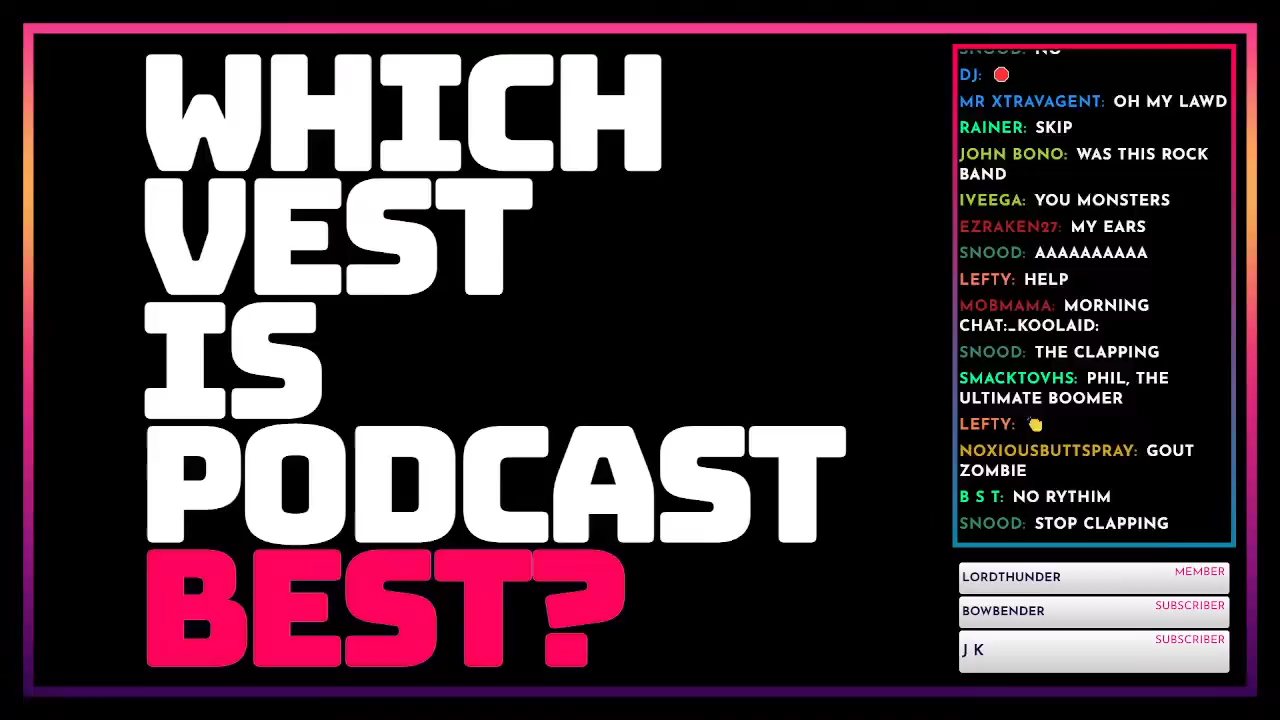 WHICH
VEST
IS
PODCAST
BEST?
SNOOD: NO
DJ:
MR XTRAVAGENT: OH MY LAWD
RAINER: SKIP
JOHN BONO: WAS THIS ROCK
BAND
IVEEGA: YOU MONSTERS
EZRAKEN27: MY EARS
SNOOD: AAAAAAAAAA
LEFTY: HELP
MOBMAMA: MORNING
CHAT:_KOOLAID:
SNOOD: THE CLAPPING
SMACKTOVHS: PHIL, THE
ULTIMATE BOOMER
LEFTY: 👏
NOXIOUSBUTTSPRAY: GOUT
ZOMBIE
B S T: NO RYTHIM
SNOOD: STOP CLAPPING
LORDTHUNDER MEMBER
BOWBENDER SUBSCRIBER
J K SUBSCRIBER